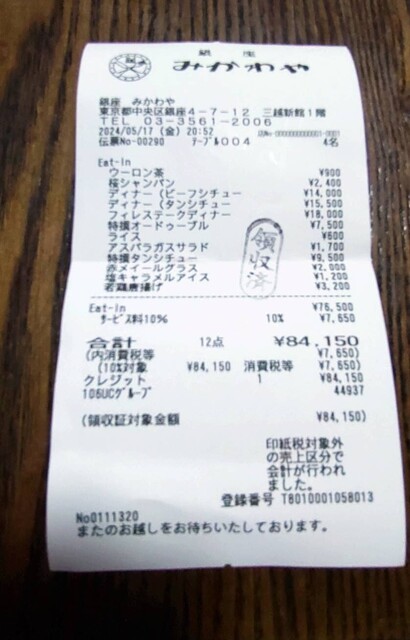 銀座
みかわや
銀座 みかわや
東京都中央区銀座4-7-12 三越新館1階
TEL 03-3561-2006
2024/05/17(金) 20:52
伝票No-00290 テーブル004 4名
Eat-In
ウーロン茶 ¥900
桜シャンパン ¥2,400
ディナー(ビーフシチュー ¥14,000
ディナー(タンシチュー ¥15,500
フィレステークディナー ¥18,000
特撰オードゥーブル ¥7,500
ライス ¥600
アスパラガスサラド ¥1,700
特撰タンシチュー ¥9,500
赤メイールグラス ¥2,000
塩キャラメルアイス ¥1,200
若鶏唐揚げ ¥3,200
領収済
Eat-In ¥76,500
サービス料10% 10% ¥7,650
合計 12点 ¥84,150
(内消費税等 ¥7,650)
(10%対象 ¥84,150 消費税等 ¥7,650)
クレジット 1 ¥84,150
106UCグループ 44937
(領収証対象金額 ¥84,150)
印紙税対象外
の売上区分で
会計が行われ
ました。
登録番号 T8010001058013
No0111320
またのお越しをお待ちいたしております。